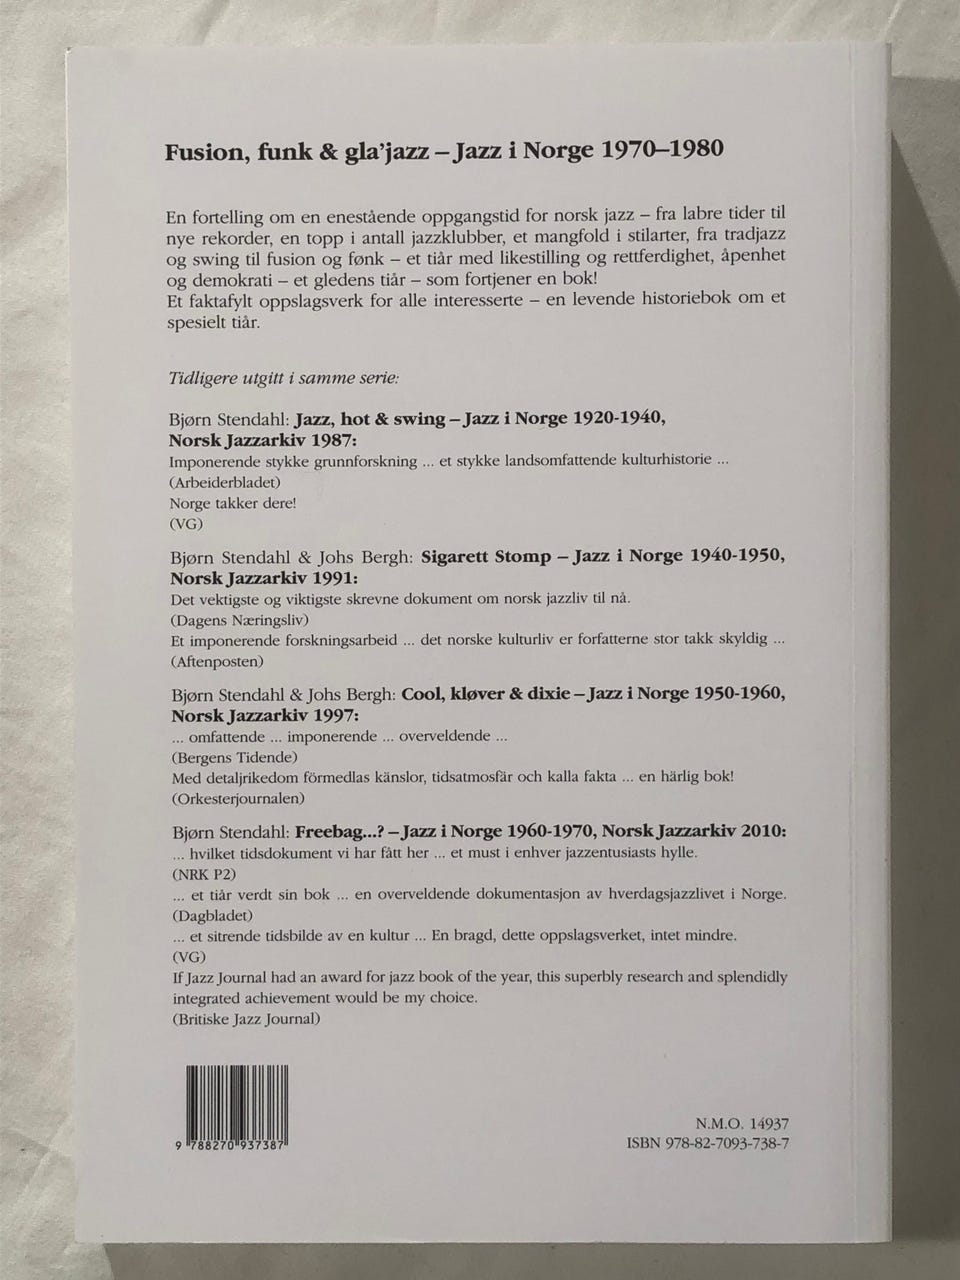 Fusion, funk & gla'jazz – Jazz i Norge 1970–1980
En fortelling om en enestående oppgangstid for norsk jazz – fra labre tider til
nye rekorder, en topp i antall jazzklubber, et mangfold i stilarter, fra tradjazz
og swing til fusion og fønk – et tiår med likestilling og rettferdighet, åpenhet
og demokrati – et gledens tiår – som fortjener en bok!
Et faktafylt oppslagsverk for alle interesserte – en levende historiebok om et
spesielt tiår.
Tidligere utgitt i samme serie:
Bjørn Stendahl: Jazz, hot & swing – Jazz i Norge 1920-1940,
Norsk Jazzarkiv 1987:
Imponerende stykke grunnforskning ... et stykke landsomfattende kulturhistorie ...
(Arbeiderbladet)
Norge takker dere!
(VG)
Bjørn Stendahl & Johs Bergh: Sigarett Stomp – Jazz i Norge 1940-1950,
Norsk Jazzarkiv 1991:
Det vektigste og viktigste skrevne dokument om norsk jazzliv til nå.
(Dagens Næringsliv)
Et imponerende forskningsarbeid ... det norske kulturliv er forfatterne stor takk skyldig ...
(Aftenposten)
Bjørn Stendahl & Johs Bergh: Cool, kløver & dixie – Jazz i Norge 1950-1960,
Norsk Jazzarkiv 1997:
... omfattende ... imponerende ... overveldende ...
(Bergens Tidende)
Med detaljrikedom förmedlas känslor, tidsatmosfär och kalla fakta ... en härlig bok!
(Orkesterjournalen)
Bjørn Stendahl: Freebag...? – Jazz i Norge 1960-1970, Norsk Jazzarkiv 2010:
... hvilket tidsdokument vi har fått her ... et must i enhver jazzentusiasts hylle.
(NRK P2)
... et tiår verdt sin bok ... en overveldende dokumentasjon av hverdagsjazzlivet i Norge.
(Dagbladet)
... et sitrende tidsbilde av en kultur ... En bragd, dette oppslagsverket, intet mindre.
(VG)
If Jazz Journal had an award for jazz book of the year, this superbly research and splendidly
integrated achievement would be my choice.
(Britiske Jazz Journal)
9 788270 937387
N.M.O. 14937
ISBN 978-82-7093-738-7